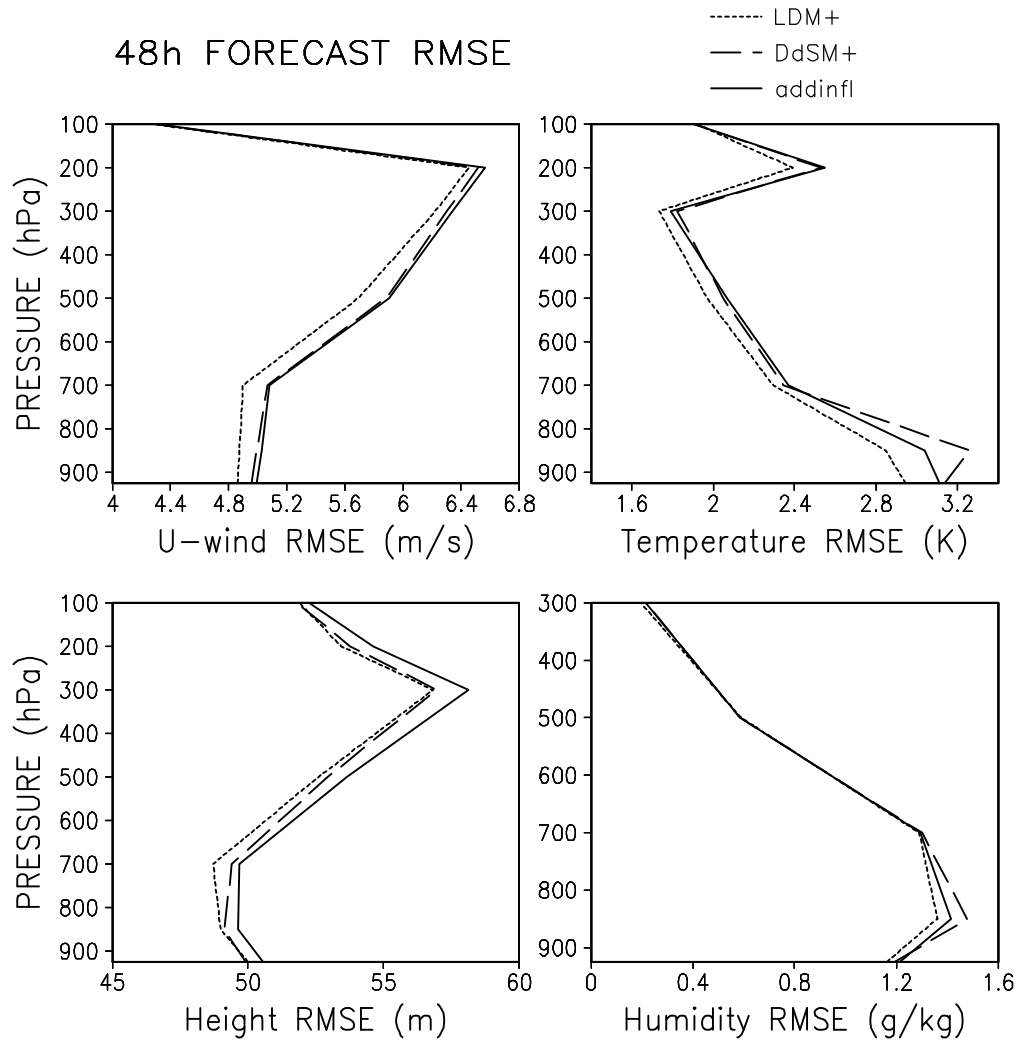 LDM+
48h FORECAST RMSE
DdSM+
addinfl
100
200
300
400
500
600
700
800
900
PRESSURE (hPa)
4 4.4 4.8 5.2 5.6 6 6.4 6.8
U-wind RMSE (m/s)
100
200
300
400
500
600
700
800
900
1.6 2 2.4 2.8 3.2
Temperature RMSE (K)
100
200
300
400
500
600
700
800
900
PRESSURE (hPa)
45 50 55 60
Height RMSE (m)
300
400
500
600
700
800
900
0 0.4 0.8 1.2 1.6
Humidity RMSE (g/kg)